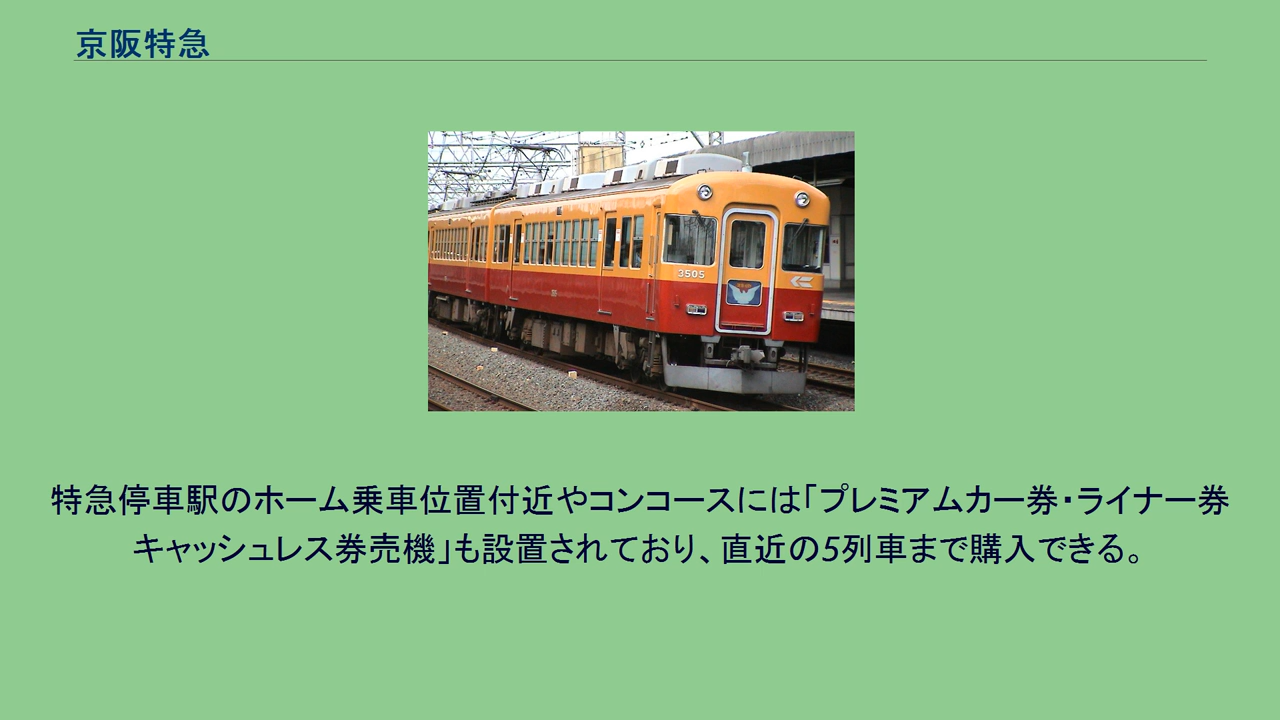 京阪特急
3505
特急停車駅のホーム乗車位置付近やコンコースには「プレミアムカー券・ライナー券
キャッシュレス券売機」も設置されており、直近の5列車まで購入できる。